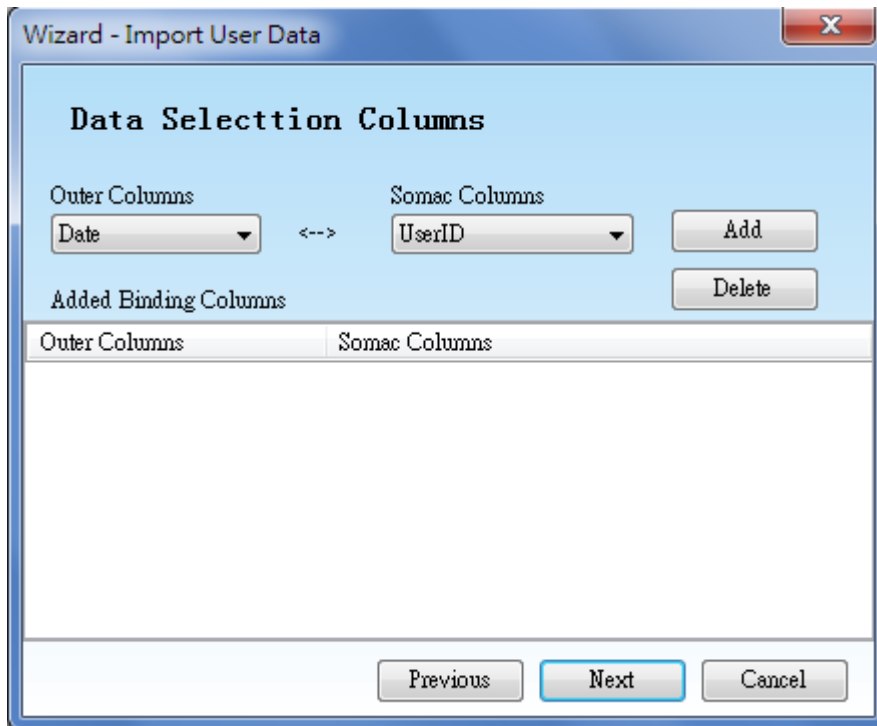 Wizard - Import User Data
X
Data Selecttion Columns
Outer Columns Somac Columns
Date <--> UserID Add
Added Binding Columns Delete
Outer Columns Somac Columns
Previous Next Cancel